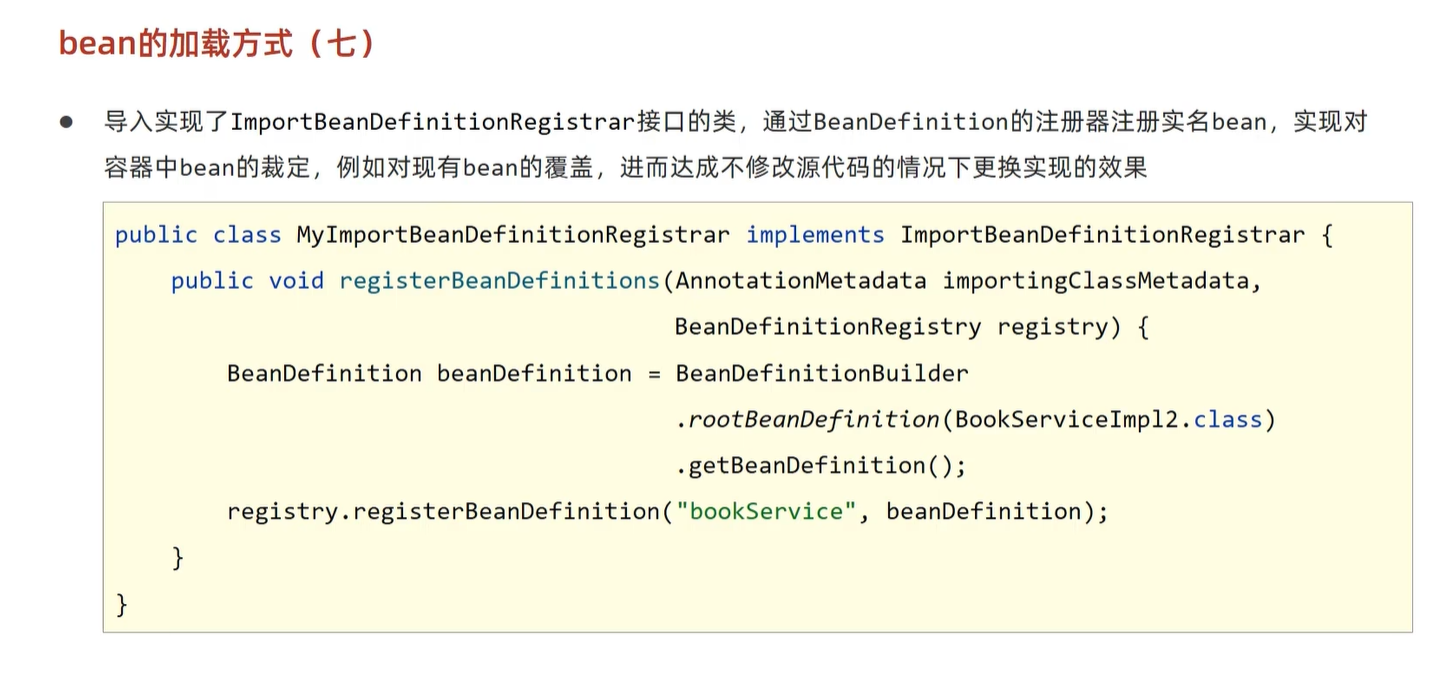 bean的加载方式（七）
● 导入实现了ImportBeanDefinitionRegistrar接口的类，通过BeanDefinition的注册器注册实名bean，实现对
容器中bean的裁定，例如对现有bean的覆盖，进而达成不修改源代码的情况下更换实现的效果
public class MyImportBeanDefinitionRegistrar implements ImportBeanDefinitionRegistrar {
    public void registerBeanDefinitions(AnnotationMetadata importingClassMetadata,
                                        BeanDefinitionRegistry registry) {
        BeanDefinition beanDefinition = BeanDefinitionBuilder
                                        .rootBeanDefinition(BookServiceImpl2.class)
                                        .getBeanDefinition();
        registry.registerBeanDefinition("bookService", beanDefinition);
    }
}